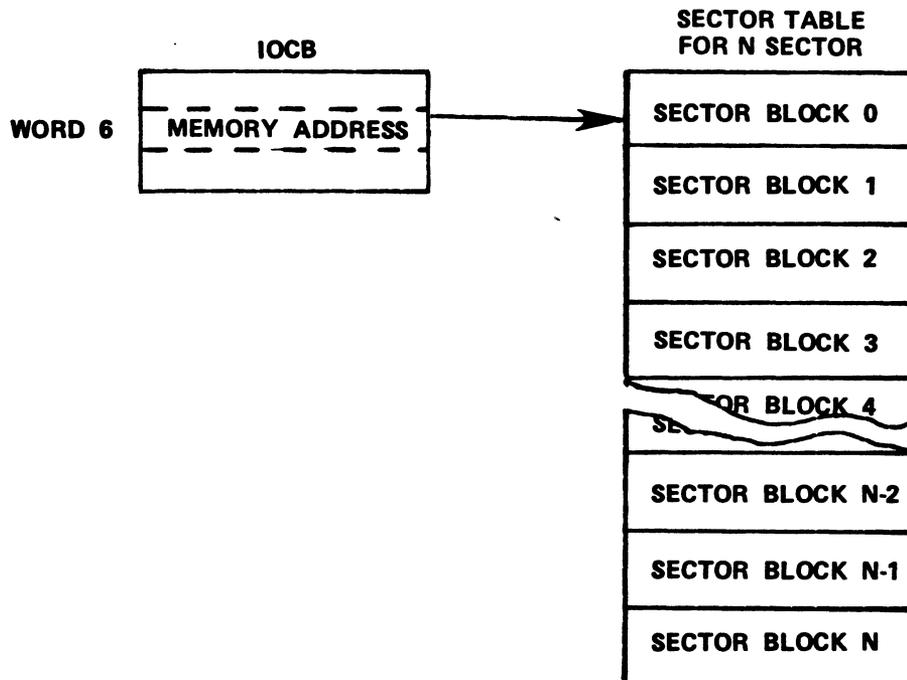 SECTOR TABLE
FOR N SECTOR
IOCB
WORD 6
MEMORY ADDRESS
SECTOR BLOCK 0
SECTOR BLOCK 1
SECTOR BLOCK 2
SECTOR BLOCK 3
SECTOR BLOCK 4
SECTOR BLOCK N-2
SECTOR BLOCK N-1
SECTOR BLOCK N